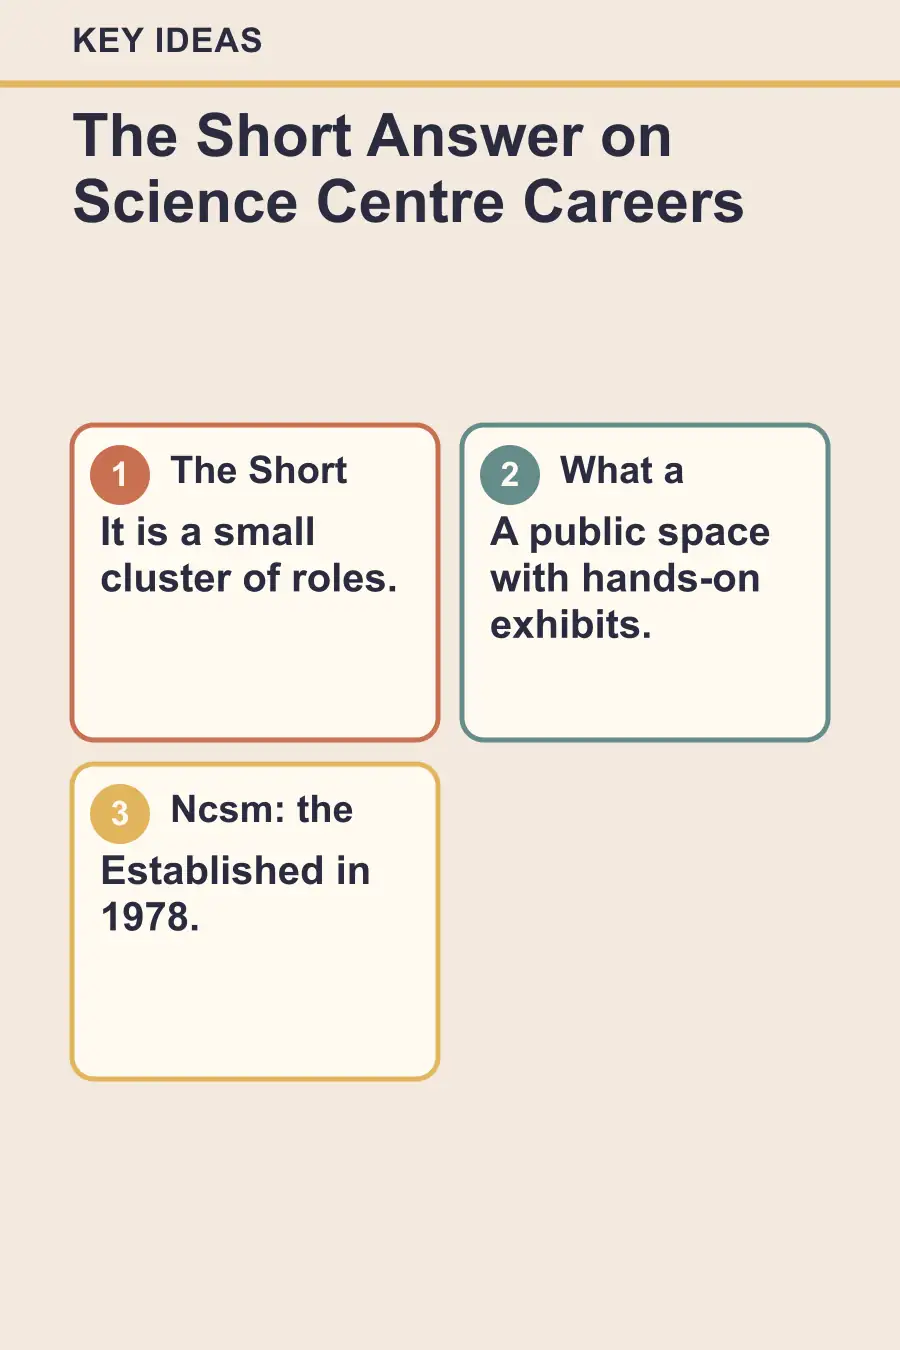 KEY IDEAS
The Short Answer on
Science Centre Careers
1 The Short
It is a small
cluster of roles.
2 What a
A public space
with hands-on
exhibits.
3 Ncsm: the
Established in
1978.